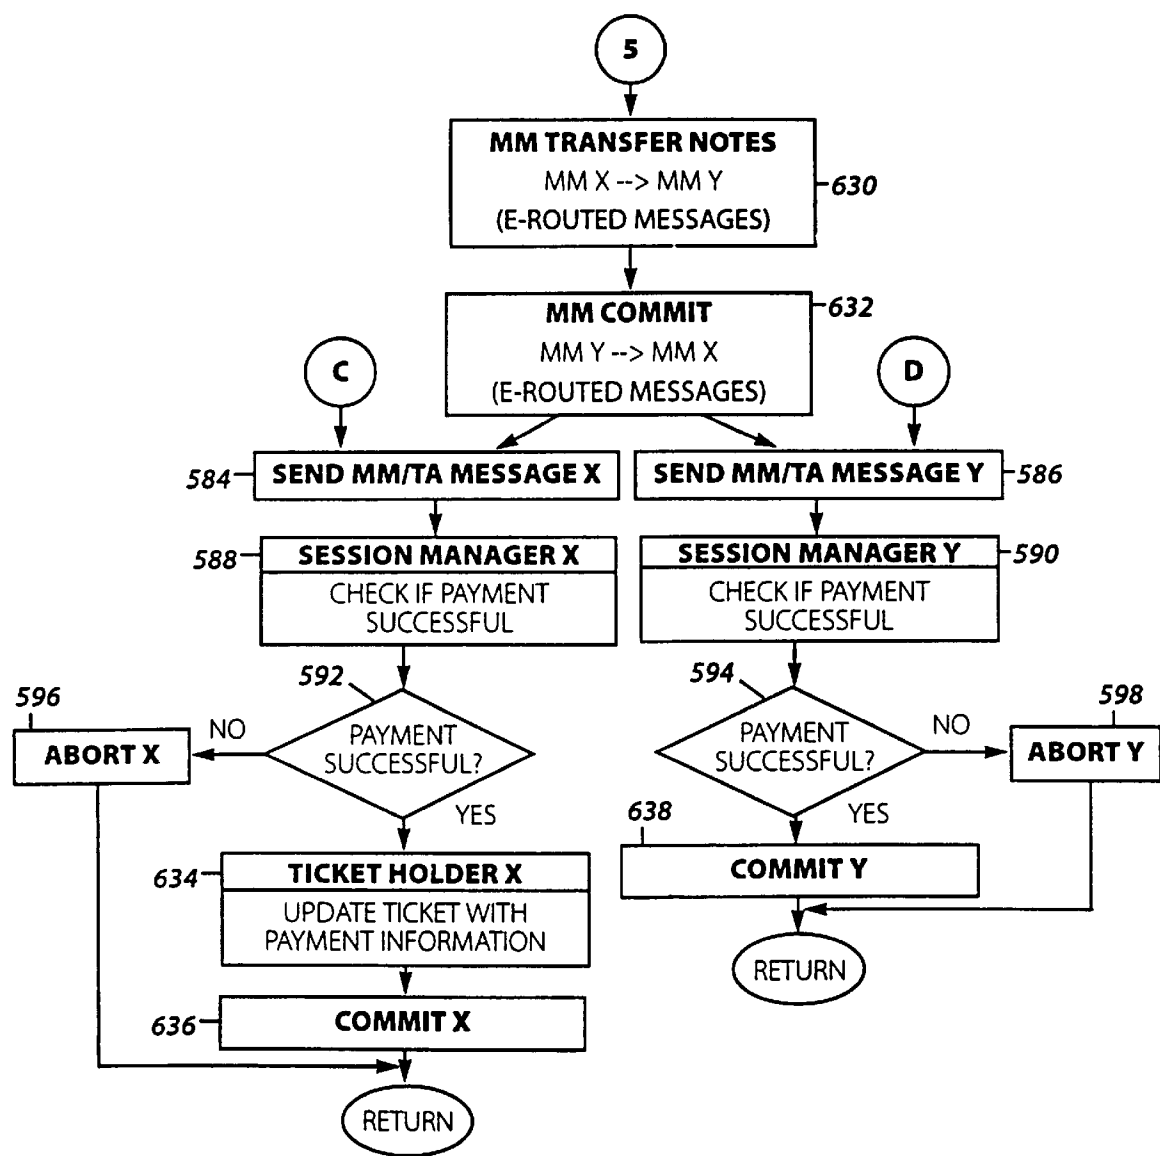 5
MM TRANSFER NOTES
MM X --> MM Y
(E-ROUTED MESSAGES)
630
MM COMMIT
MM Y --> MM X
(E-ROUTED MESSAGES)
632
C
D
584
SEND MM/TA MESSAGE X
SEND MM/TA MESSAGE Y
586
588
SESSION MANAGER X
CHECK IF PAYMENT
SUCCESSFUL
SESSION MANAGER Y
590
CHECK IF PAYMENT
SUCCESSFUL
592
PAYMENT
SUCCESSFUL?
NO
YES
596
ABORT X
594
PAYMENT
SUCCESSFUL?
NO
YES
598
ABORT Y
634
TICKET HOLDER X
UPDATE TICKET WITH
PAYMENT INFORMATION
638
COMMIT Y
RETURN
636
COMMIT X
RETURN